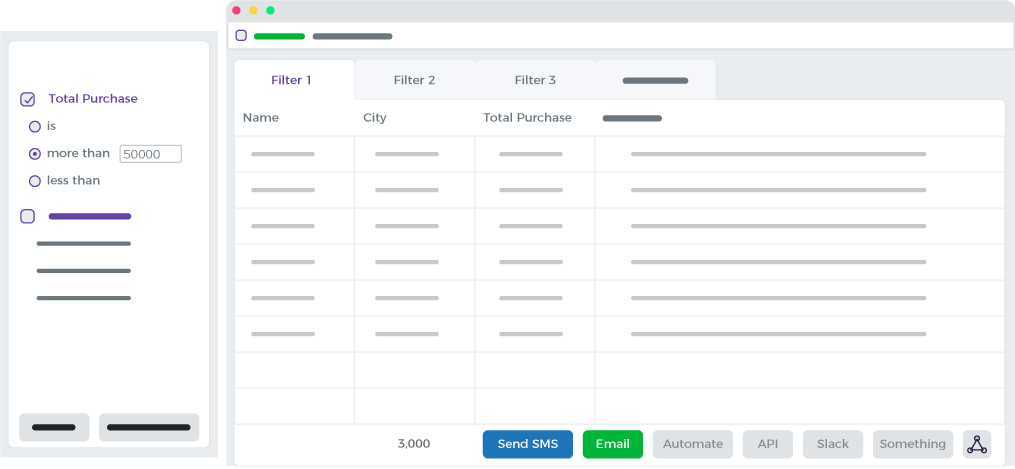 Total Purchase
is
more than 50000
less than
Filter 1 Filter 2 Filter 3
Name City Total Purchase
3,000 Send SMS Email Automate API Slack Something